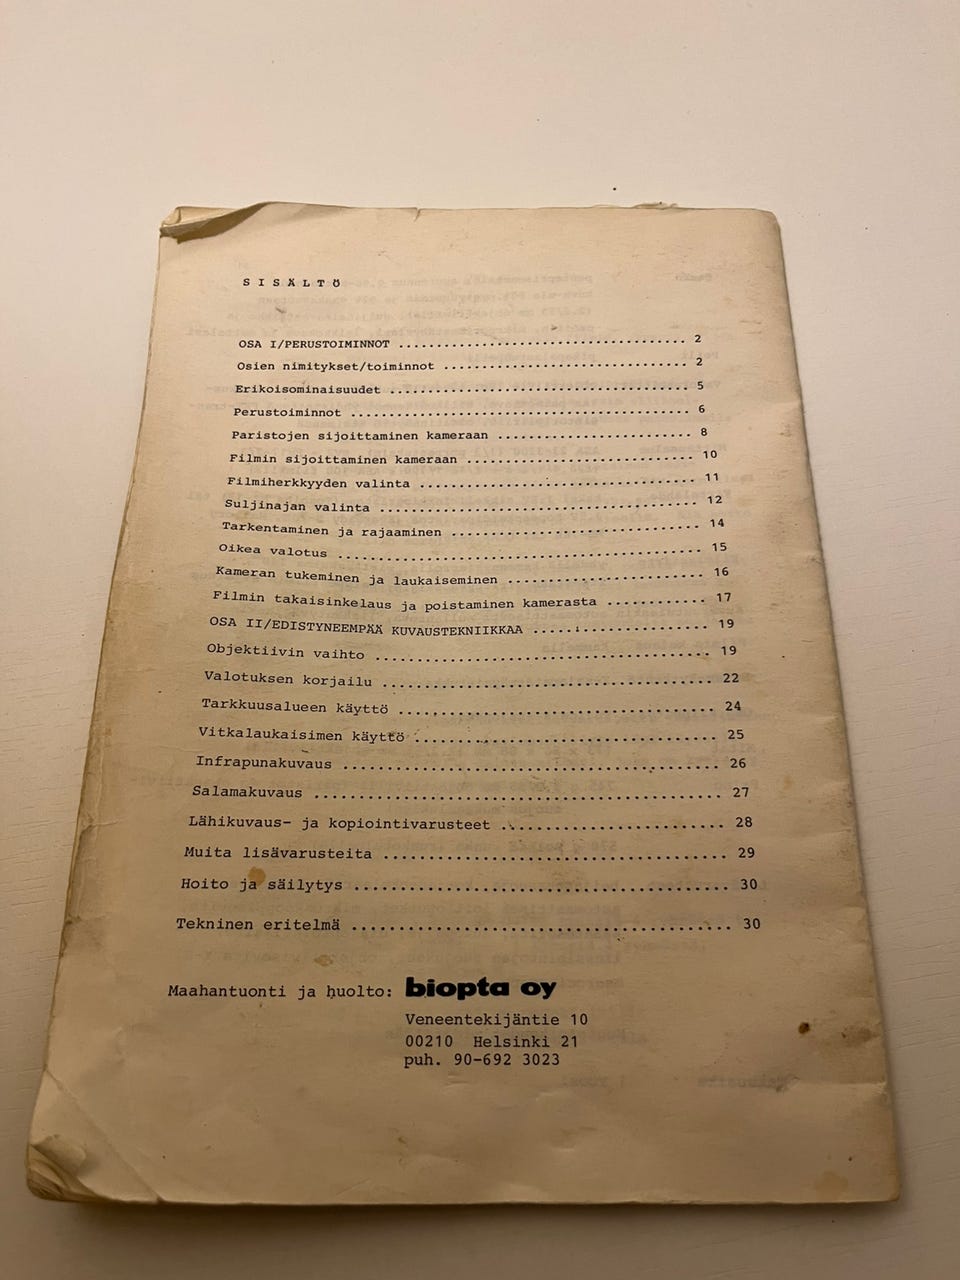 SISÄLTÖ
OSA I/PERUSTOIMINNOT .................................... 2
Osien nimitykset/toiminnot .............................. 2
Erikoisominaisuudet ..................................... 5
Perustoiminnot .......................................... 6
Paristojen sijoittaminen kameraan ....................... 8
Filmin sijoittaminen kameraan ........................... 10
Filmiherkkyyden valinta ................................. 11
Suljinajan valinta ...................................... 12
Tarkentaminen ja rajaaminen ............................. 14
Oikea valotus ........................................... 15
Kameran tukeminen ja laukaiseminen ...................... 16
Filmin takaisinkelaus ja poistaminen kamerasta .......... 17
OSA II/EDISTYNEEMPÄÄ KUVAUSTEKNIIKKAA ................... 19
Objektiivin vaihto ...................................... 19
Valotuksen korjailu ..................................... 22
Tarkkuusalueen käyttö ................................... 24
Vitkalaukaisimen käyttö ................................. 25
Infrapunakuvaus ......................................... 26
Salamakuvaus ............................................ 27
Lähikuvaus- ja kopiointivarusteet ....................... 28
Muita lisävarusteita .................................... 29
Hoito ja säilytys ....................................... 30
Tekninen eritelmä ....................................... 30
Maahantuonti ja huolto: biopta oy
Veneentekijäntie 10
00210 Helsinki 21
puh. 90-692 3023